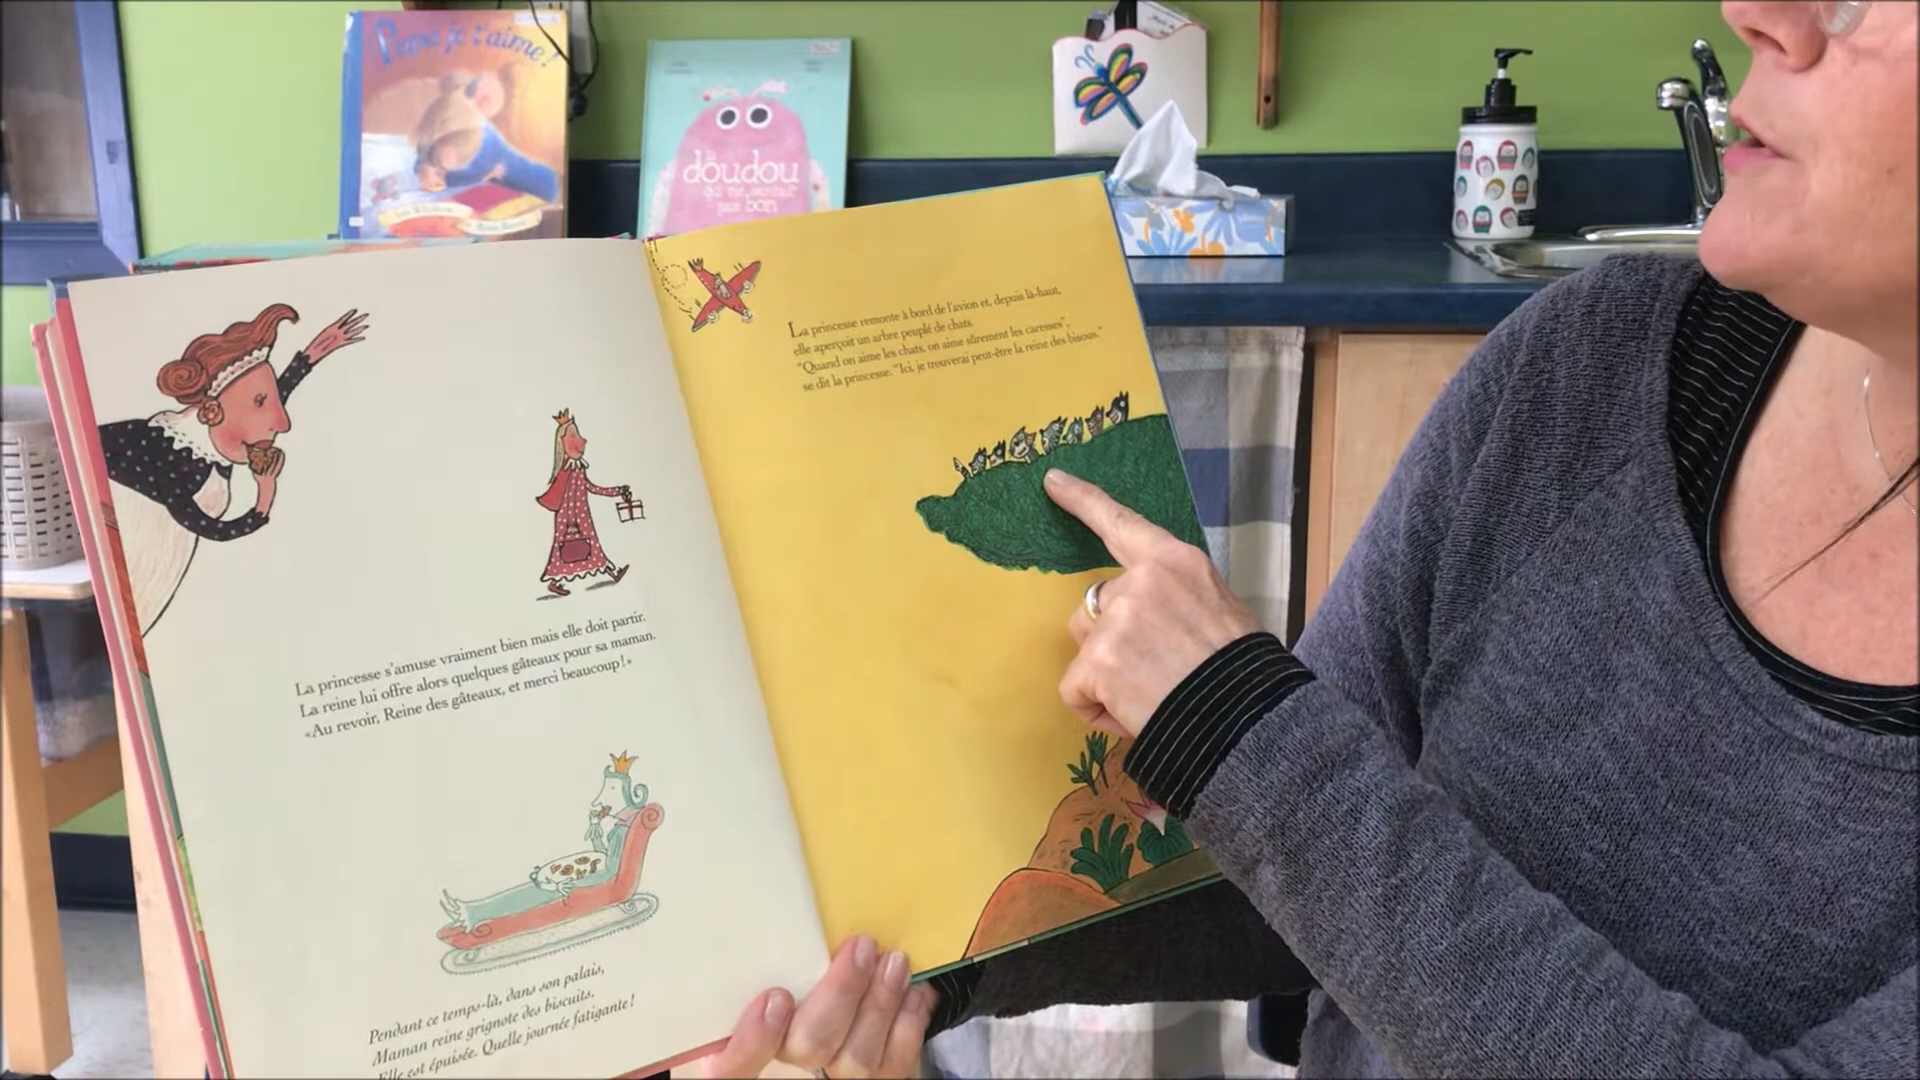 Papa je t'aime !
doudou
qui ne sentait
pas bon
La princesse s'amuse vraiment bien mais elle doit partir.
La reine lui offre alors quelques gâteaux pour sa maman.
«Au revoir, Reine des gâteaux, et merci beaucoup!»
Pendant ce temps-là, dans son palais,
Maman reine grignote des biscuits.
Elle est épuisée. Quelle journée fatigante!
La princesse remonte à bord de l'avion et, depuis là-haut,
elle aperçoit un arbre peuplé de chats.
"Quand on aime les chats, on aime sûrement les caresses",
se dit la princesse. "Ici, je trouverai peut-être la reine des bisous."